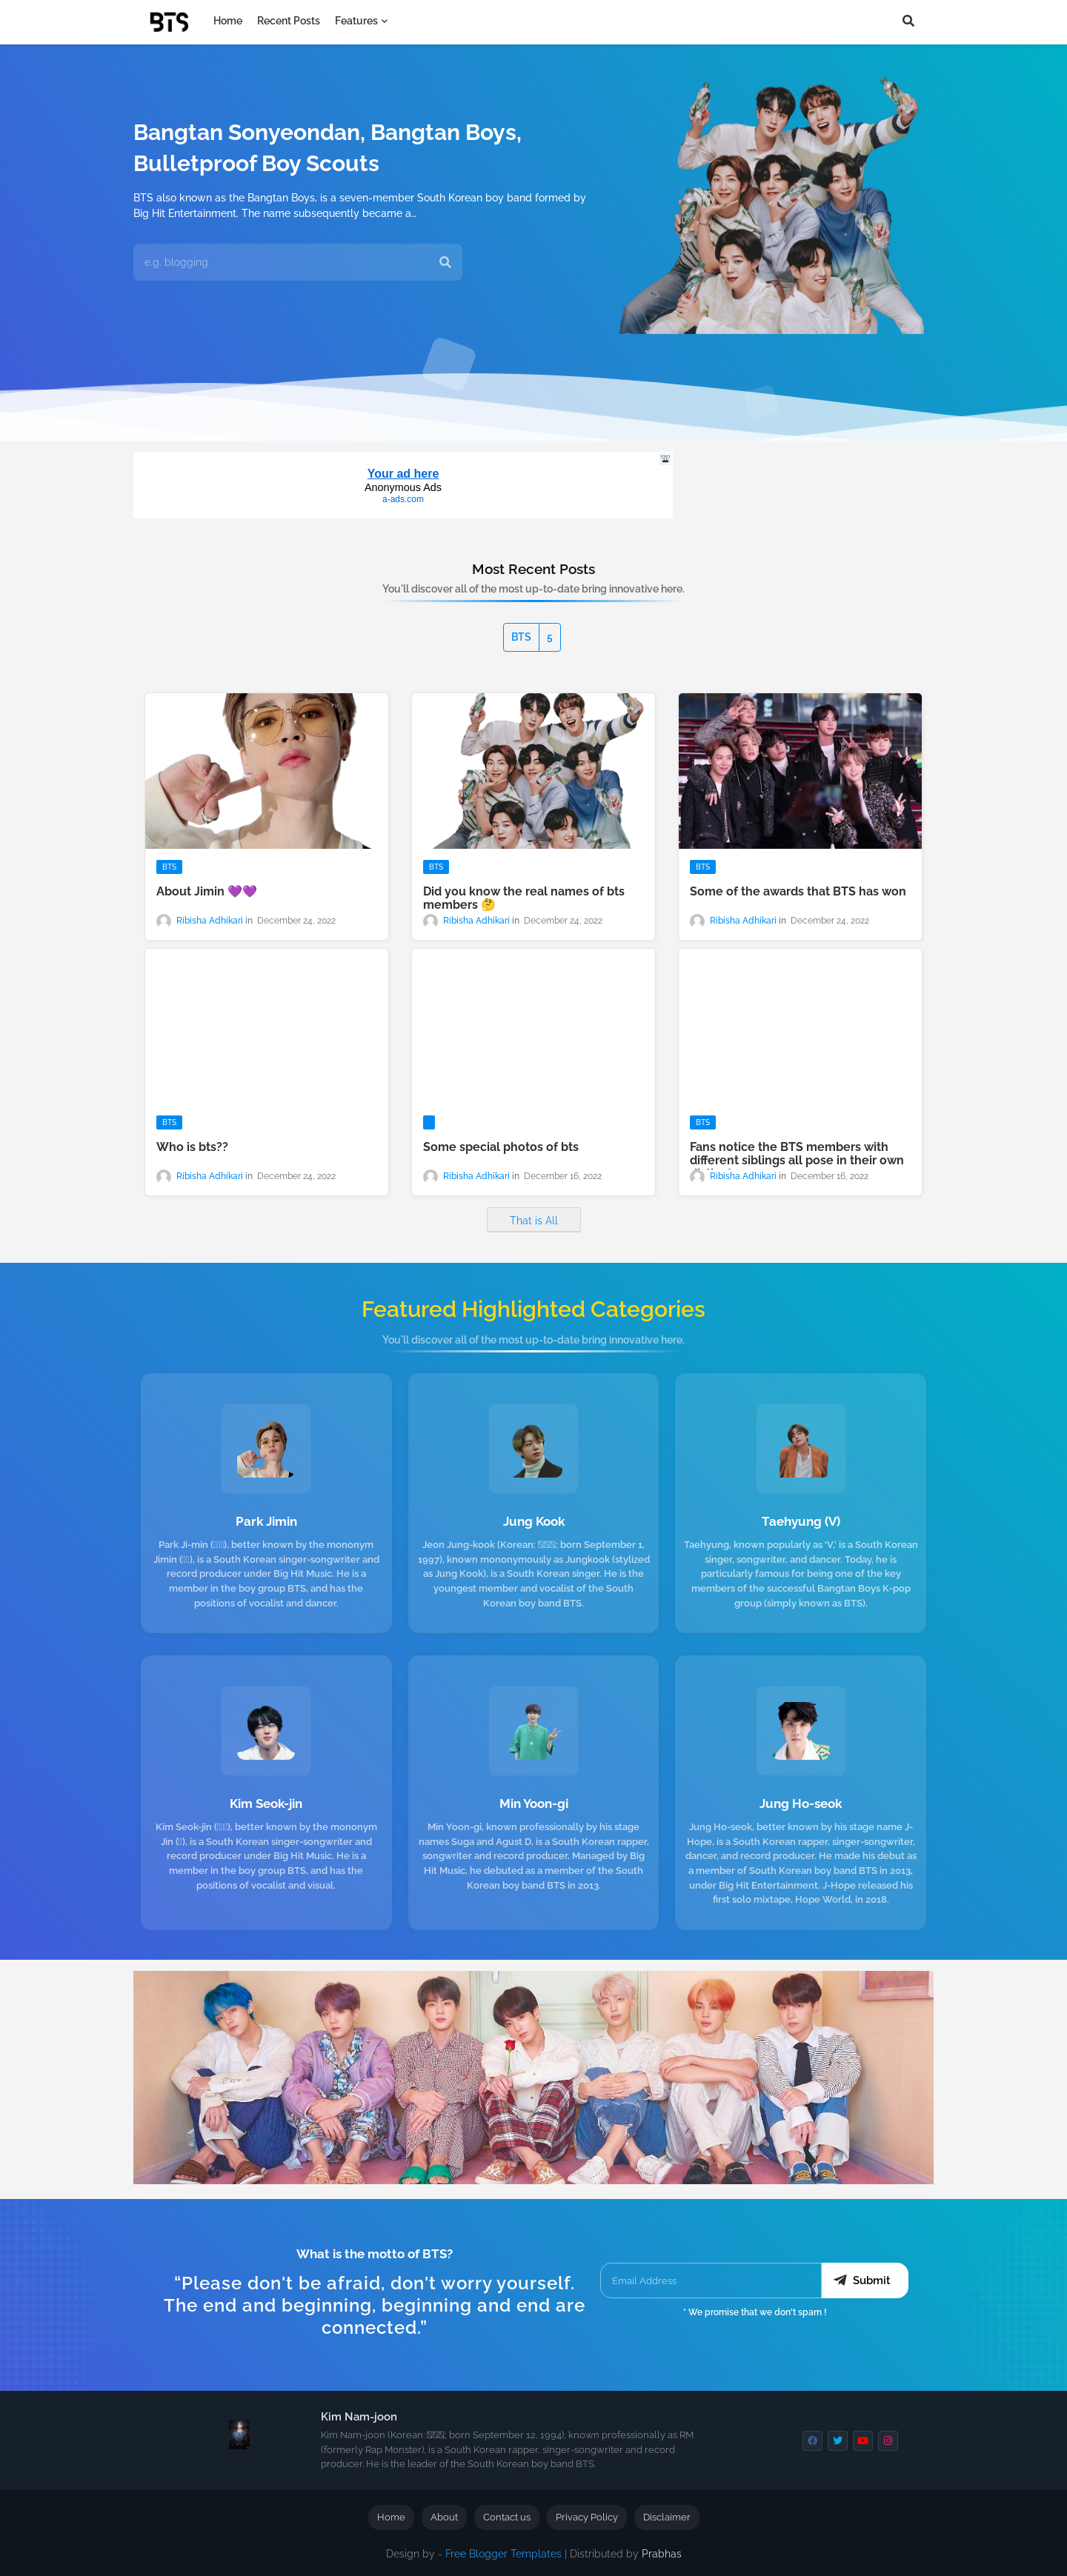 BTS Home Recent Posts Features
Bangtan Sonyeondan, Bangtan Boys,
Bulletproof Boy Scouts
BTS also known as the Bangtan Boys, is a seven-member South Korean boy band formed by
Big Hit Entertainment. The name subsequently became a…
e.g. blogging
Your ad here
Anonymous Ads
a-ads.com
Most Recent Posts
You'll discover all of the most up-to-date bring innovative here.
BTS 5
BTS
About Jimin 💜💜
Ribisha Adhikari in December 24, 2022
BTS
Did you know the real names of bts
members 🤔
Ribisha Adhikari in December 24, 2022
BTS
Some of the awards that BTS has won
Ribisha Adhikari in December 24, 2022
BTS
Who is bts??
Ribisha Adhikari in December 24, 2022
Some special photos of bts
Ribisha Adhikari in December 16, 2022
BTS
Fans notice the BTS members with
different siblings all pose in their own
Ribisha Adhikari in December 16, 2022
That is All
Featured Highlighted Categories
You'll discover all of the most up-to-date bring innovative here.
Park Jimin
Park Ji-min (), better known by the mononym
Jimin (), is a South Korean singer-songwriter and
record producer under Big Hit Music. He is a
member in the boy group BTS, and has the
positions of vocalist and dancer.
Jung Kook
Jeon Jung-kook (Korean: ; born September 1,
1997), known mononymously as Jungkook (stylized
as Jung Kook), is a South Korean singer. He is the
youngest member and vocalist of the South
Korean boy band BTS.
Taehyung (V)
Taehyung, known popularly as 'V,' is a South Korean
singer, songwriter, and dancer. Today, he is
particularly famous for being one of the key
members of the successful Bangtan Boys K-pop
group (simply known as BTS).
Kim Seok-jin
Kim Seok-jin (), better known by the mononym
Jin (), is a South Korean singer-songwriter and
record producer under Big Hit Music. He is a
member in the boy group BTS, and has the
positions of vocalist and visual.
Min Yoon-gi
Min Yoon-gi, known professionally by his stage
names Suga and Agust D, is a South Korean rapper,
songwriter and record producer. Managed by Big
Hit Music, he debuted as a member of the South
Korean boy band BTS in 2013.
Jung Ho-seok
Jung Ho-seok, better known by his stage name J-
Hope, is a South Korean rapper, singer-songwriter,
dancer, and record producer. He made his debut as
a member of South Korean boy band BTS in 2013,
under Big Hit Entertainment. J-Hope released his
first solo mixtape, Hope World, in 2018.
What is the motto of BTS?
“Please don't be afraid, don't worry yourself.
The end and beginning, beginning and end are
connected.”
Email Address
Submit
* We promise that we don't spam !
Kim Nam-joon
Kim Nam-joon (Korean: ; born September 12, 1994), known professionally as RM
(formerly Rap Monster), is a South Korean rapper, singer-songwriter and record
producer. He is the leader of the South Korean boy band BTS.
Home About Contact us Privacy Policy Disclaimer
Design by - Free Blogger Templates | Distributed by Prabhas